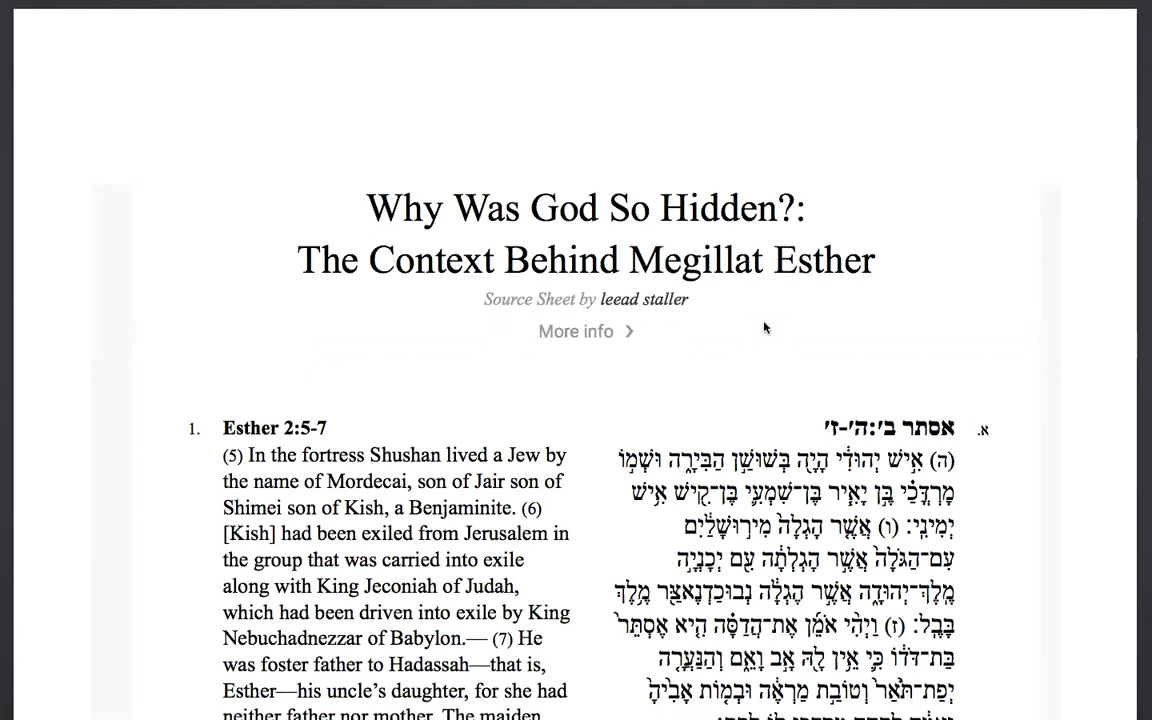 Why Was God So Hidden?:
The Context Behind Megillat Esther
Source Sheet by leead staller
More info ›
1. Esther 2:5-7
(5) In the fortress Shushan lived a Jew by
the name of Mordecai, son of Jair son of
Shimei son of Kish, a Benjaminite. (6)
[Kish] had been exiled from Jerusalem in
the group that was carried into exile
along with King Jeconiah of Judah,
which had been driven into exile by King
Nebuchadnezzar of Babylon.— (7) He
was foster father to Hadassah—that is,
Esther—his uncle’s daughter, for she had
neither father nor mother. The maiden
א. אסתר ב׳:ה׳-ז׳
(ה) אִ֣ישׁ יְהוּדִ֔י הָיָ֖ה בְּשׁוּשַׁ֣ן הַבִּירָ֑ה וּשְׁמ֣וֹ
מָרְדֳּכַ֗י בֶּ֣ן יָאִ֧יר בֶּן־שִׁמְעִ֛י בֶּן־קִ֖ישׁ אִ֥ישׁ
יְמִינִֽי׃ (ו) אֲשֶׁ֤ר הָגְלָה֙ מִיר֣וּשָׁלַ֔יִם
עִם־הַגֹּלָה֙ אֲשֶׁ֣ר הָגְלְתָ֔ה עִ֖ם יְכָנְיָ֣ה
מֶֽלֶךְ־יְהוּדָ֑ה אֲשֶׁ֣ר הֶגְלָ֔ה נְבוּכַדְנֶאצַּ֖ר מֶ֥לֶךְ
בָּבֶֽל׃ (ז) וַיְהִ֨י אֹמֵ֜ן אֶת־הֲדַסָּ֗ה הִ֤יא אֶסְתֵּר֙
בַּת־דֹּד֔וֹ כִּ֛י אֵ֥ין לָ֖הּ אָ֣ב וָאֵ֑ם וְהַנַּעֲרָ֤ה
יְפַת־תֹּ֙אַר֙ וְטוֹבַ֣ת מַרְאֶ֔ה וּבְמ֤וֹת אָבִ֙יהָ֙